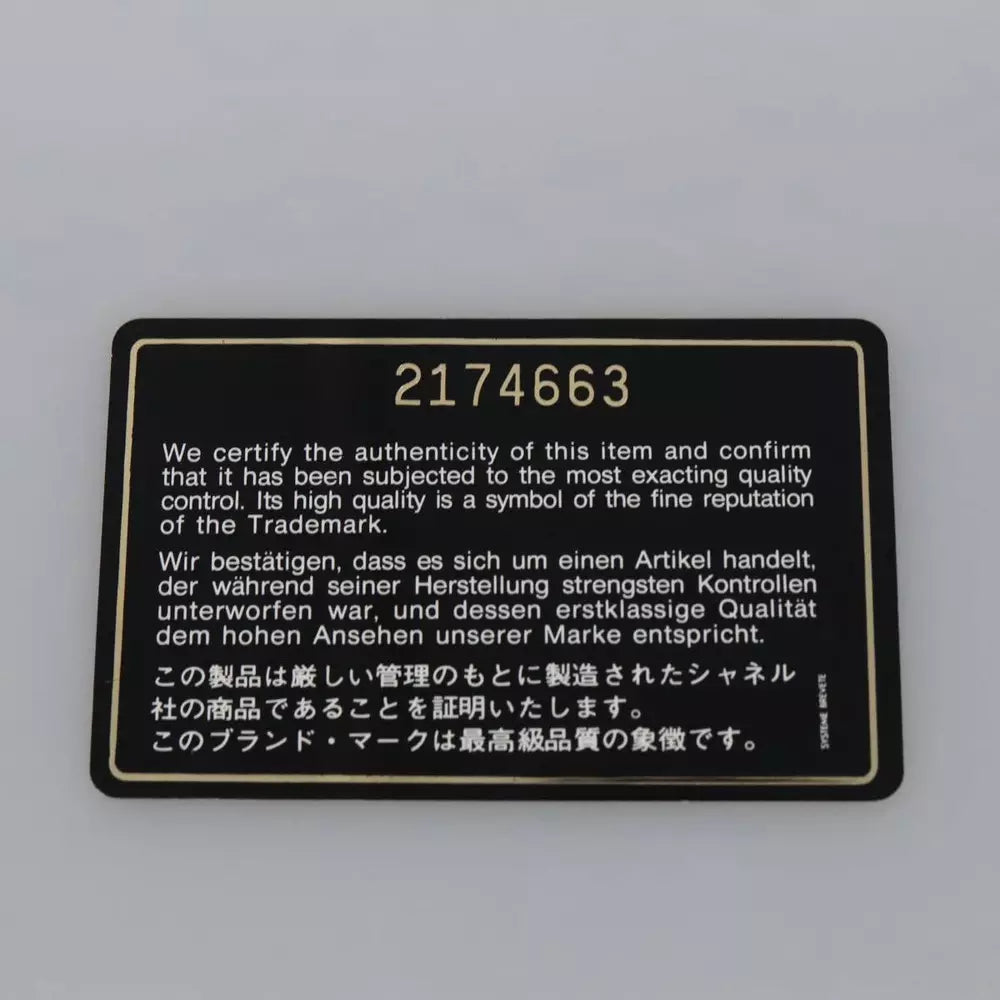 2174663
We certify the authenticity of this item and confirm
that it has been subjected to the most exacting quality
control. Its high quality is a symbol of the fine reputation
of the Trademark.
Wir bestätigen, dass es sich um einen Artikel handelt,
der während seiner Herstellung strengsten Kontrollen
unterworfen war, und dessen erstklassige Qualität
dem hohen Ansehen unserer Marke entspricht.
この製品は厳しい管理のもとに製造されたシャネル
社の商品であることを証明いたします。
このブランド・マークは最高級品質の象徴です。
SYSTEME BREVETE